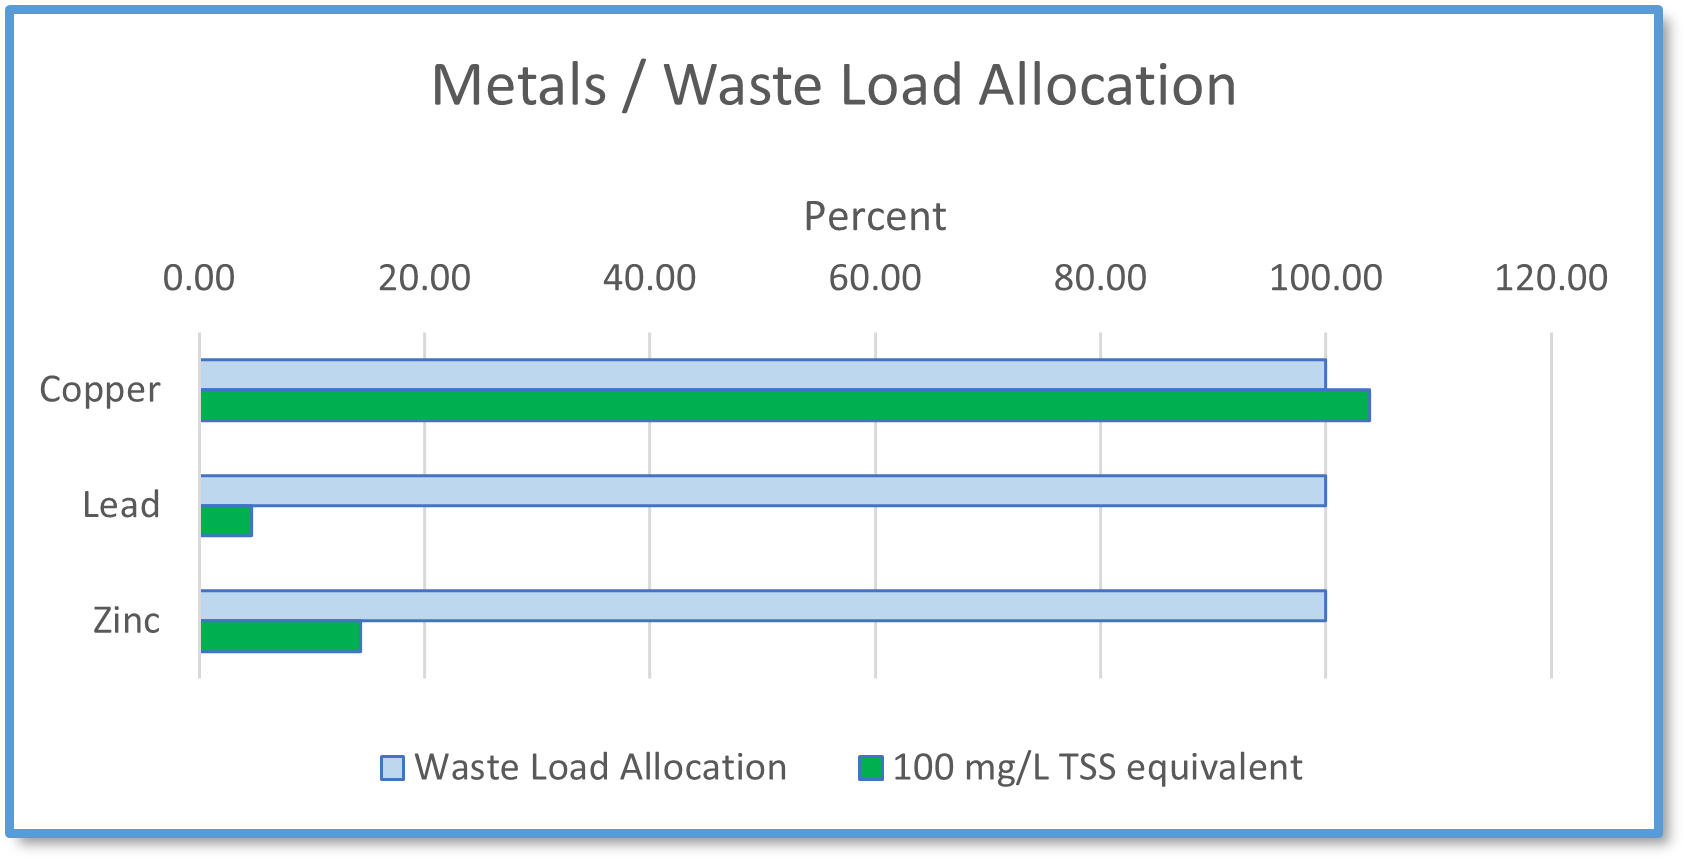 Metals / Waste Load Allocation
Percent
0.00 20.00 40.00 60.00 80.00 100.00 120.00
Copper
Lead
Zinc
Waste Load Allocation 100 mg/L TSS equivalent